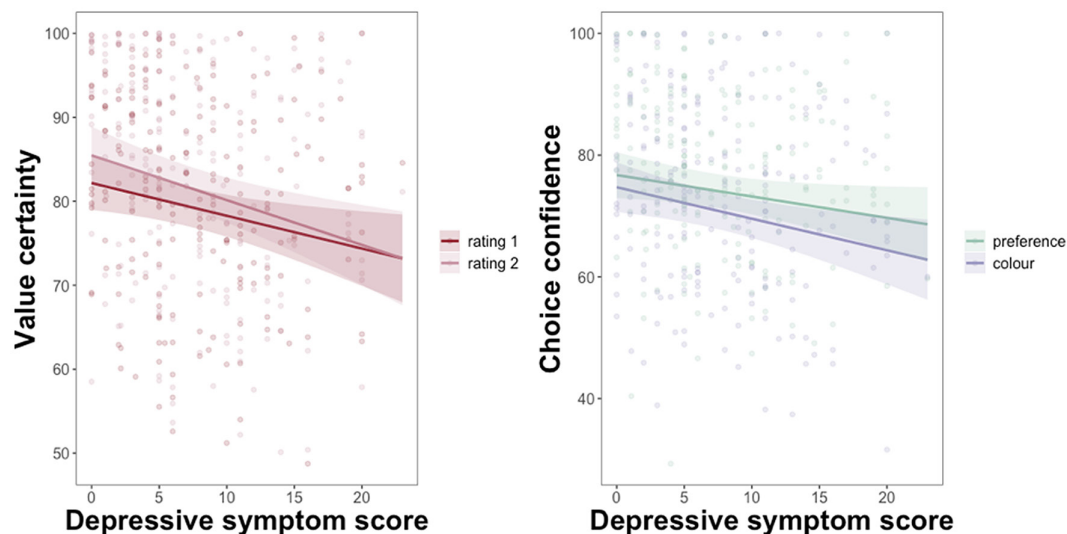 Value certainty
100
90
80
70
60
50
0 5 10 15 20
Depressive symptom score
rating 1
rating 2
Choice confidence
100
80
60
40
0 5 10 15 20
Depressive symptom score
preference
colour